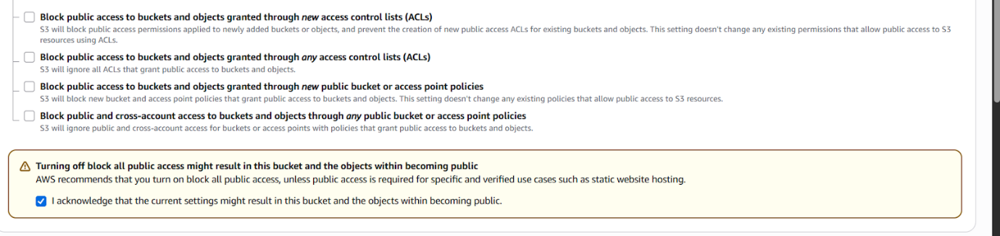 Block public access to buckets and objects granted through new access control lists (ACLs)
S3 will block public access permissions applied to newly added buckets or objects, and prevent the creation of new public access ACLs for existing buckets and objects. This setting doesn't change any existing permissions that allow public access to S3
resources using ACLs.
Block public access to buckets and objects granted through any access control lists (ACLs)
S3 will ignore all ACLs that grant public access to buckets and objects.
Block public access to buckets and objects granted through new public bucket or access point policies
S3 will block new bucket and access point policies that grant public access to buckets and objects. This setting doesn't change any existing policies that allow public access to S3 resources.
Block public and cross-account access to buckets and objects through any public bucket or access point policies
S3 will ignore public and cross-account access for buckets or access points with policies that grant public access to buckets and objects.
Turning off block all public access might result in this bucket and the objects within becoming public
AWS recommends that you turn on block all public access, unless public access is required for specific and verified use cases such as static website hosting.
I acknowledge that the current settings might result in this bucket and the objects within becoming public.